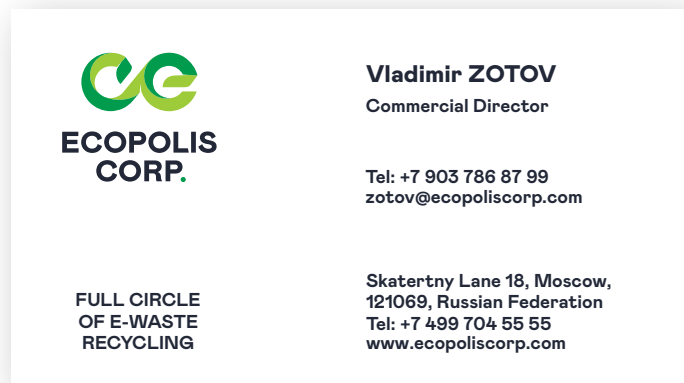 ECOPOLIS
CORP.
FULL CIRCLE
OF E-WASTE
RECYCLING
Vladimir ZOTOV
Commercial Director
Tel: +7 903 786 87 99
zotov@ecopoliscorp.com
Skatertny Lane 18, Moscow,
121069, Russian Federation
Tel: +7 499 704 55 55
www.ecopoliscorp.com